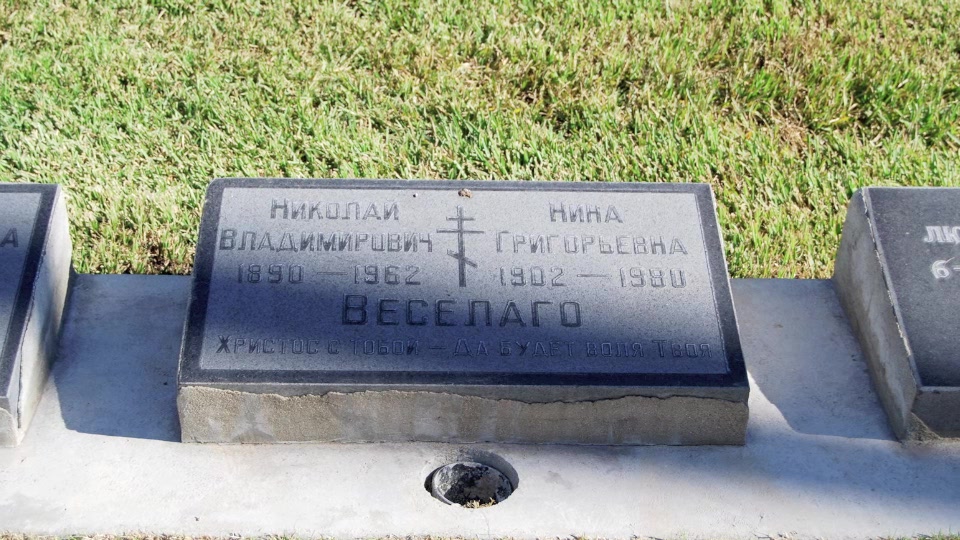 Николай Нина
Владимирович Григорьевна
1890 — 1962 1902 — 1980
Веселаго
Христос с тобой — да будет воля Твоя